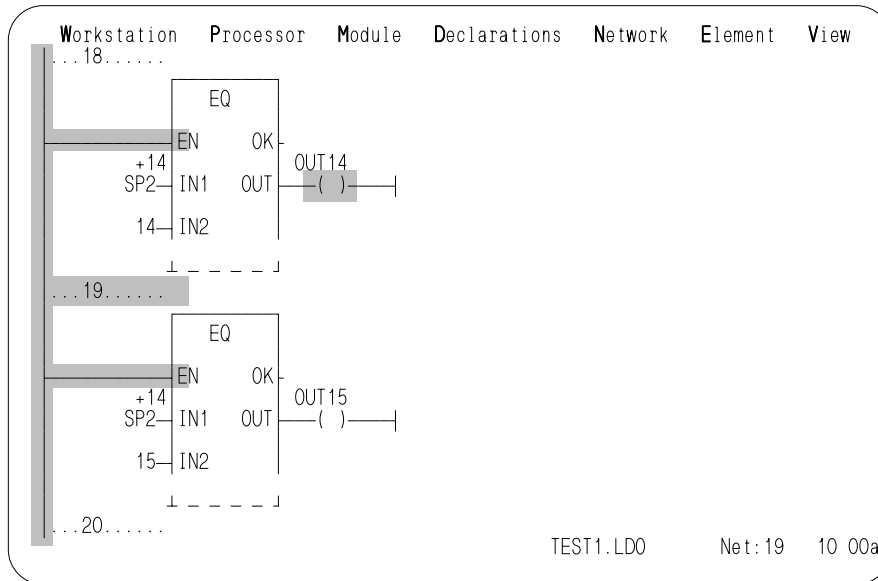 Workstation Processor Module Declarations Network Element View
...18......
EQ
EN OK
+14 OUT14
SP2 IN1 OUT ( )
14 IN2
...19......
EQ
EN OK
+14 OUT15
SP2 IN1 OUT ( )
15 IN2
...20......
TEST1.LDO Net:19 10 00a